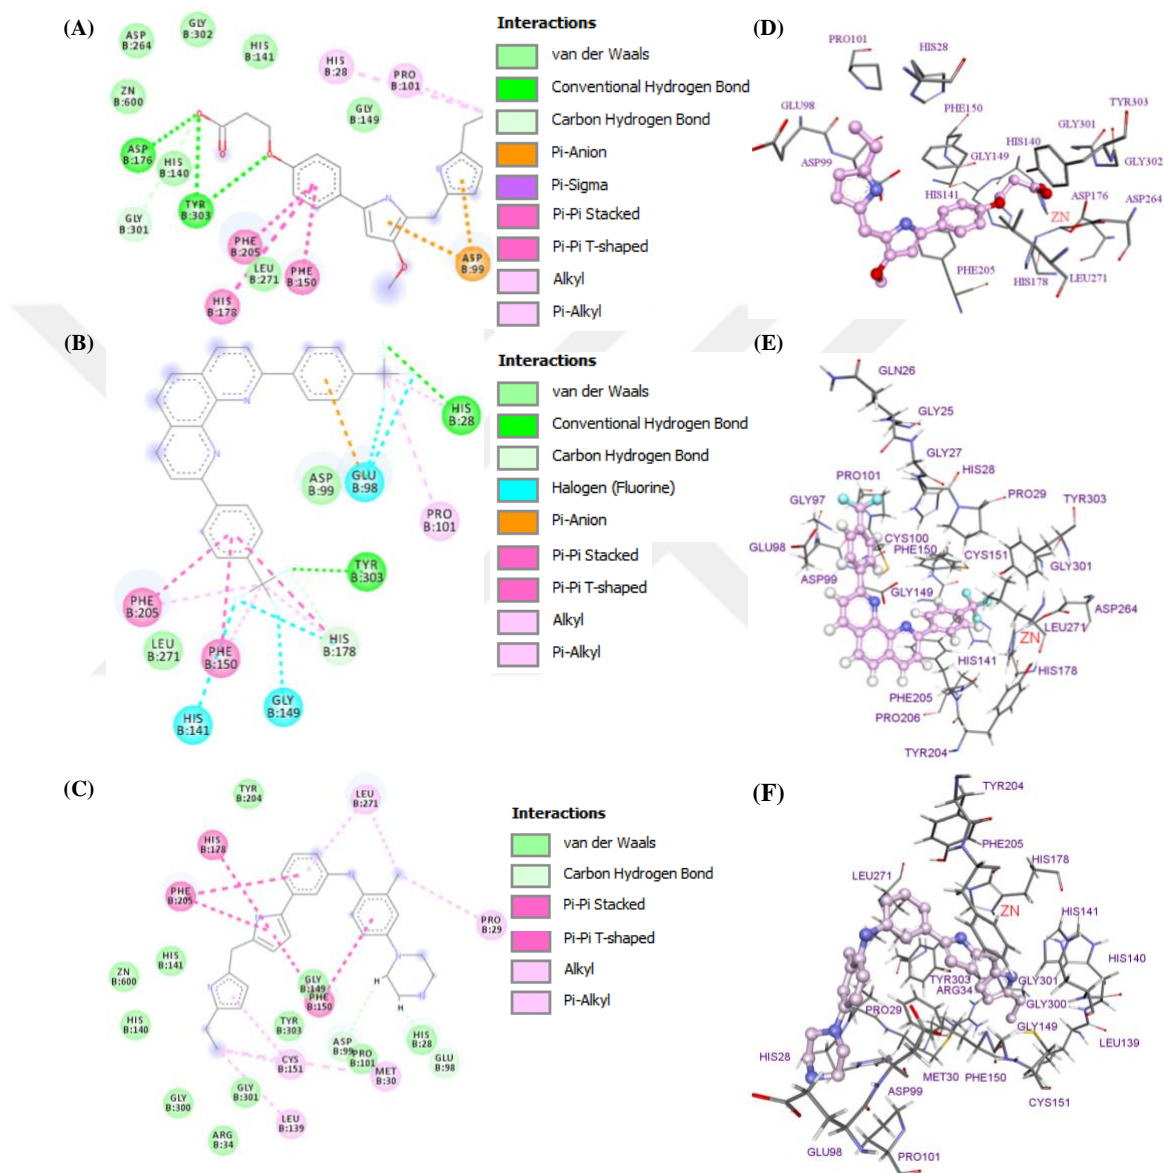 (A)
ASP
B:264
GLY
B:302
HIS
B:141
HIS
B:28
PRO
B:101
ZN
B:600
GLY
B:149
ASP
B:176
HIS
B:140
TYR
B:303
GLY
B:301
PHE
B:205
LEU
B:271
PHE
B:150
HIS
B:178
ASP
B:99
O
O
O
N
N
O
Interactions
van der Waals
Conventional Hydrogen Bond
Carbon Hydrogen Bond
Pi-Anion
Pi-Sigma
Pi-Pi Stacked
Pi-Pi T-shaped
Alkyl
Pi-Alkyl
(D)
PRO101
HIS28
GLU98
PHE150
TYR303
GLY301
ASP99
GLY149
HIS140
GLY302
HIS141
ASP176
ASP264
ZN
PHE205
HIS178
LEU271
(B)
HIS
B:28
ASP
B:99
GLU
B:98
PRO
B:101
TYR
B:303
PHE
B:205
LEU
B:271
PHE
B:150
HIS
B:178
GLY
B:149
HIS
B:141
N
N
Interactions
van der Waals
Conventional Hydrogen Bond
Carbon Hydrogen Bond
Halogen (Fluorine)
Pi-Anion
Pi-Pi Stacked
Pi-Pi T-shaped
Alkyl
Pi-Alkyl
(E)
GLN26
GLY25
GLY27
PRO101
HIS28
GLY97
PRO29
TYR303
CYS100
GLU98
PHE150
CYS151
GLY301
ASP99
GLY149
ASP264
LEU271
ZN
HIS141
HIS178
PHE205
PRO206
TYR204
(C)
TYR
B:204
LEU
B:271
HIS
B:178
PHE
B:205
PRO
B:29
HIS
B:141
ZN
B:600
GLY
B:149
PHE
B:150
HIS
B:140
TYR
B:303
ASP
B:99
PRO
B:101
HIS
B:28
GLU
B:98
CYS
B:151
MET
B:30
GLY
B:300
GLY
B:301
LEU
B:139
ARG
B:34
H
H
Interactions
van der Waals
Carbon Hydrogen Bond
Pi-Pi Stacked
Pi-Pi T-shaped
Alkyl
Pi-Alkyl
(F)
TYR204
PHE205
HIS178
LEU271
ZN
HIS141
HIS140
TYR303
GLY301
ARG34
GLY300
PRO29
GLY149
LEU139
HIS28
MET30
PHE150
ASP99
CYS151
GLU98
PRO101